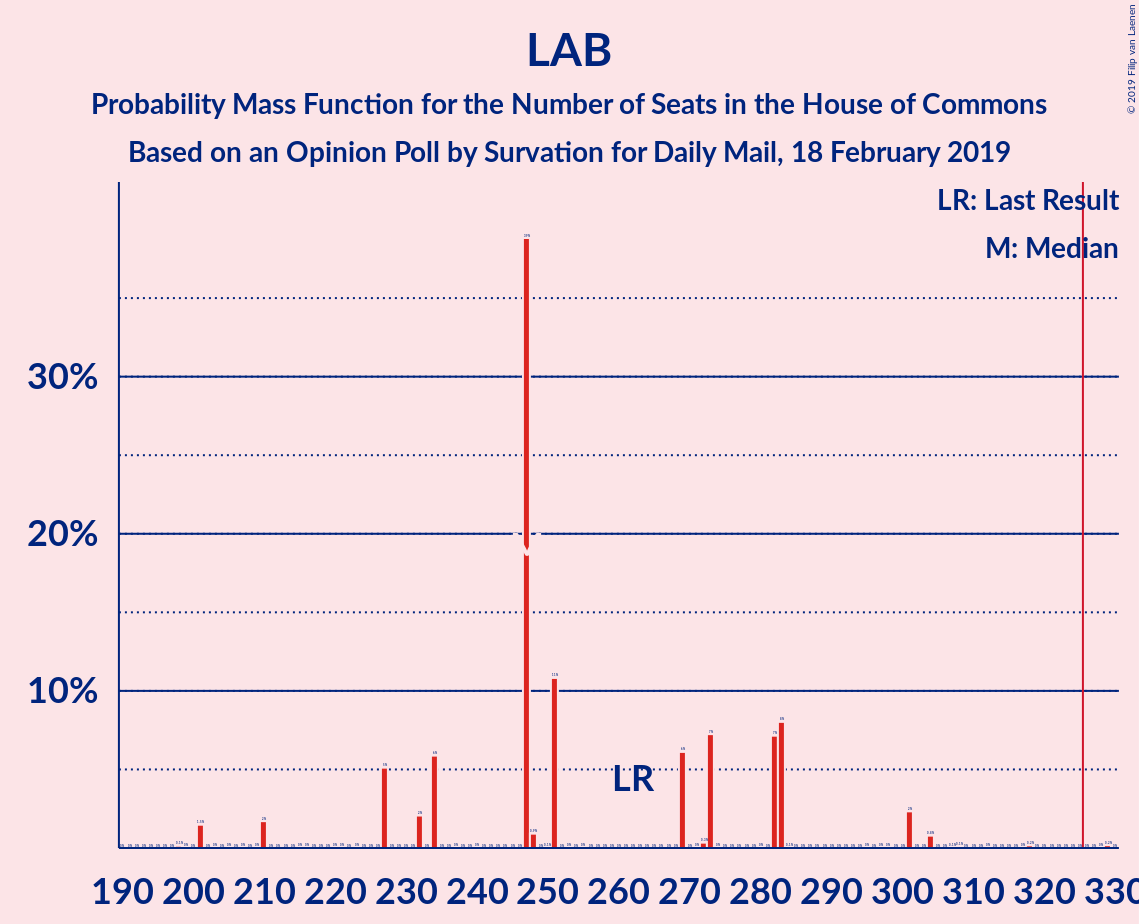 LAB
Probability Mass Function for the Number of Seats in the House of Commons
Based on an Opinion Poll by Survation for Daily Mail, 18 February 2019
© 2019 Filip van Laenen
LR: Last Result
M: Median
30%
20%
10%
LR
190 200 210 220 230 240 250 260 270 280 290 300 310 320 330